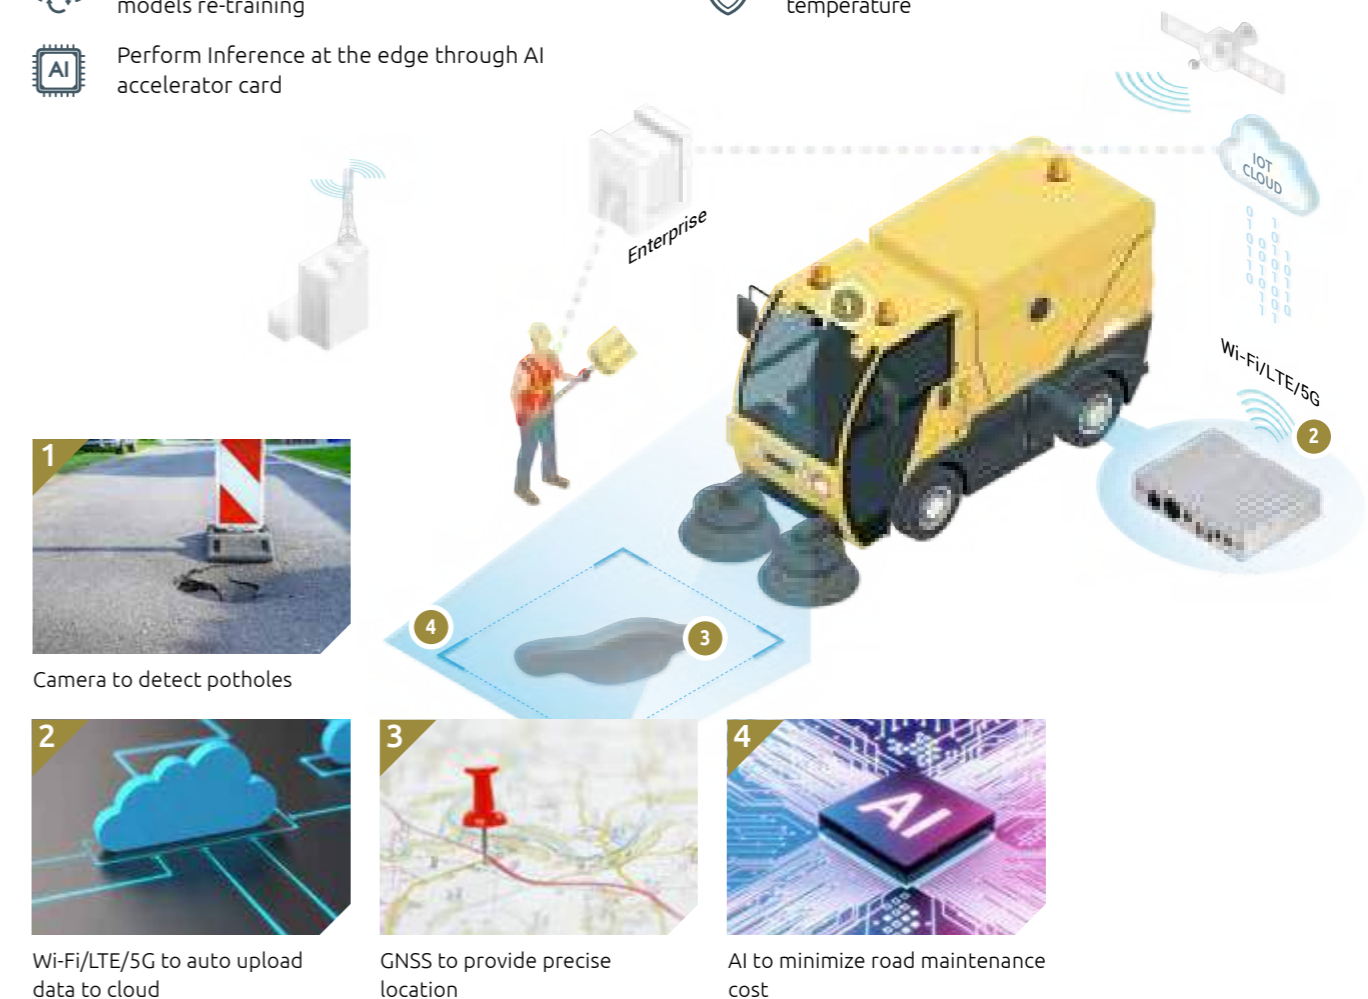 models re-training
temperature
AI
Perform Inference at the edge through AI
accelerator card
IOT
CLOUD
Enterprise
Wi-Fi/LTE/5G
2
1
4
3
Camera to detect potholes
2
3
4
AI
Wi-Fi/LTE/5G to auto upload
data to cloud
GNSS to provide precise
location
AI to minimize road maintenance
cost